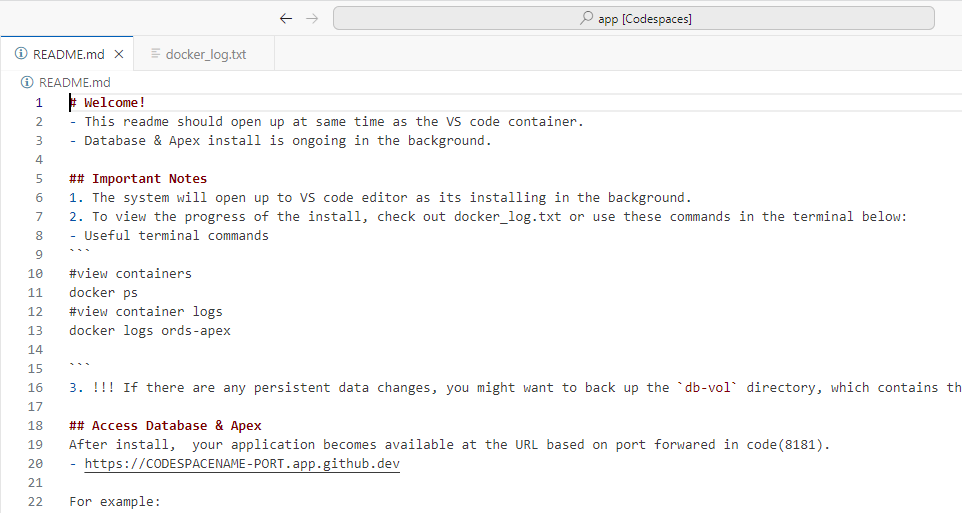 app [Codespaces]
README.md
docker_log.txt
README.md
1 # Welcome!
2 - This readme should open up at same time as the VS code container.
3 - Database & Apex install is ongoing in the background.
4
5 ## Important Notes
6 1. The system will open up to VS code editor as its installing in the background.
7 2. To view the progress of the install, check out docker_log.txt or use these commands in the terminal below:
8 - Useful terminal commands
9 ```
10 #view containers
11 docker ps
12 #view container logs
13 docker logs ords-apex
14
15 ```
16 3. !!! If there are any persistent data changes, you might want to back up the `db-vol` directory, which contains th
17
18 ## Access Database & Apex
19 After install,  your application becomes available at the URL based on port forwared in code(8181).
20 - https://CODESPACENAME-PORT.app.github.dev
21
22 For example: